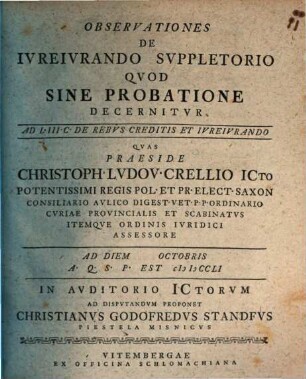 OBSERVATIONES
DE
IVREIVRANDO SVPPLETORIO
QVOD
SINE PROBATIONE
DECERNITVR
AD L·III·C· DE REBVS CREDITIS ET IVREIVRANDO
QVAS
PRAESIDE
CHRISTOPH·LVDOV·CRELLIO ICTO
POTENTISSIMI REGIS POL·ET PR·ELECT·SAXON
CONSILIARIO AVLICO DIGEST·VET·P·P·ORDINARIO
CVRIAE PROVINCIALIS ET SCABINATVS
ITEMQVE ORDINIS IVRIDICI
ASSESSORE
AD DIEM OCTOBRIS
A· Q· S· P· EST cIɔIɔCCLI
IN AVDITORIO ICTORVM
AD DISPVTANDVM PROPONET
CHRISTIANVS GODOFREDVS STANDFVS
PIESTELA MISNICVS
VITEMBERGAE
EX OFFICINA SCHLOMACHIANA